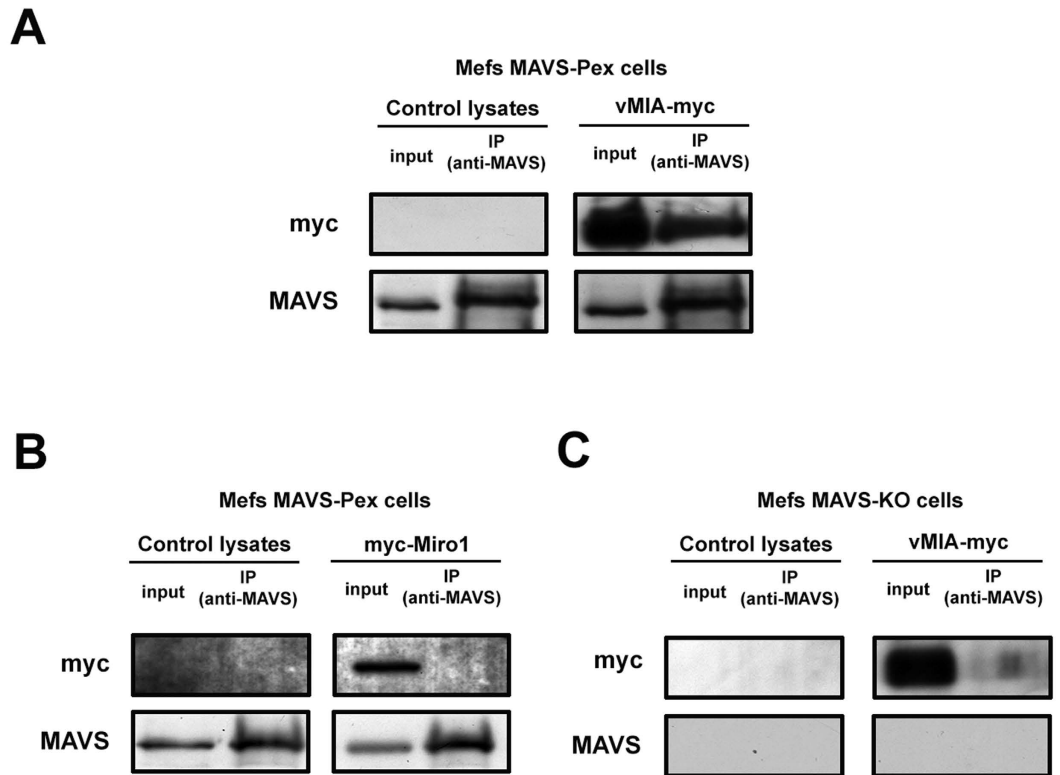 A
Mefs MAVS-Pex cells
Control lysates vMIA-myc
input IP (anti-MAVS) input IP (anti-MAVS)
myc
MAVS
B
Mefs MAVS-Pex cells
Control lysates myc-Miro1
input IP (anti-MAVS) input IP (anti-MAVS)
myc
MAVS
C
Mefs MAVS-KO cells
Control lysates vMIA-myc
input IP (anti-MAVS) input IP (anti-MAVS)
myc
MAVS